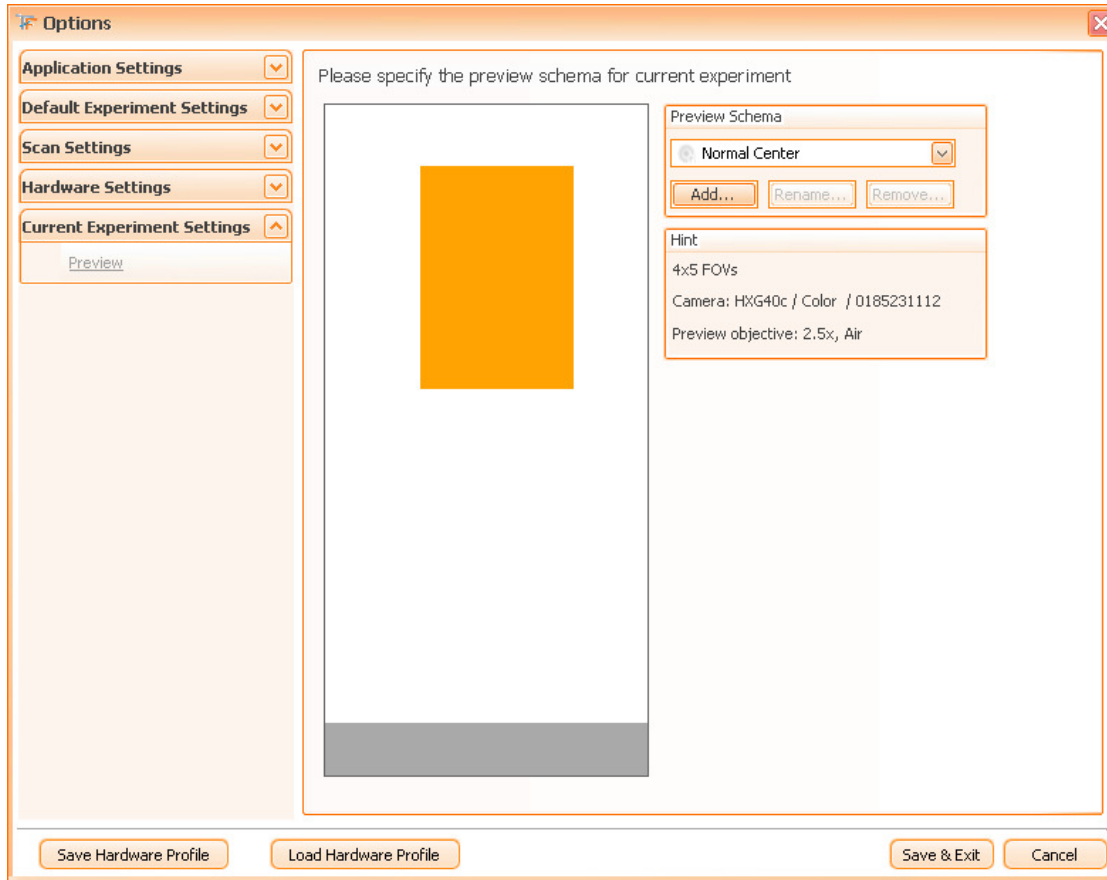 Options
Application Settings
Default Experiment Settings
Scan Settings
Hardware Settings
Current Experiment Settings
Preview
Please specify the preview schema for current experiment
Preview Schema
Normal Center
Add... Rename... Remove...
Hint
4x5 FOVs
Camera: HXG40c / Color / 0185231112
Preview objective: 2.5x, Air
Save Hardware Profile Load Hardware Profile Save & Exit Cancel